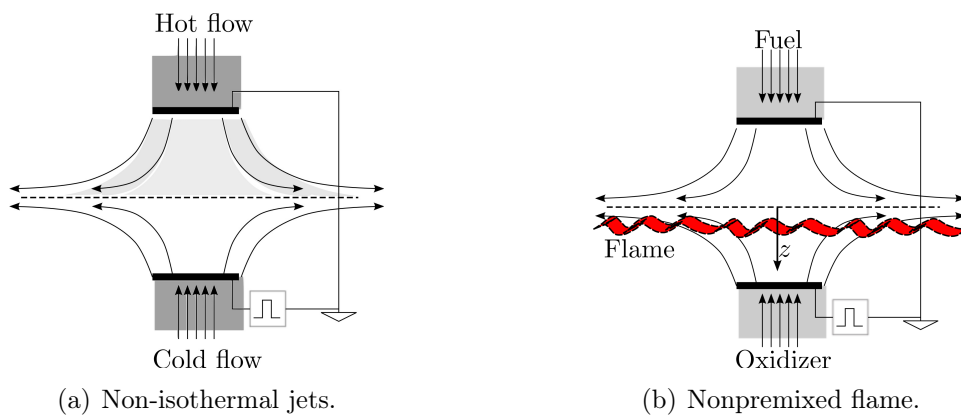 Hot flow
Cold flow
(a) Non-isothermal jets.
Fuel
Flame
z
Oxidizer
(b) Nonpremixed flame.